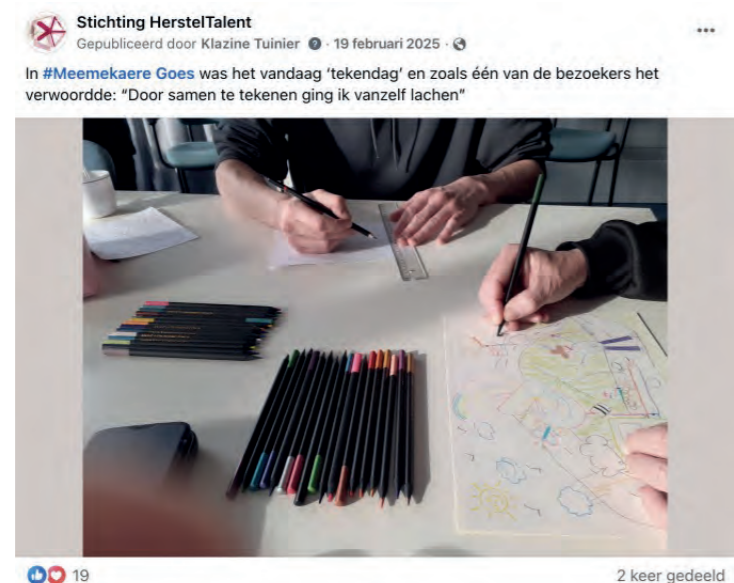 Stichting HerstelTalent
Gepubliceerd door Klazine Tuinier · 19 februari 2025 ·
In #Meemekaere Goes was het vandaag ‘tekendag’ en zoals één van de bezoekers het
verwoordde: “Door samen te tekenen ging ik vanzelf lachen”
19
2 keer gedeeld